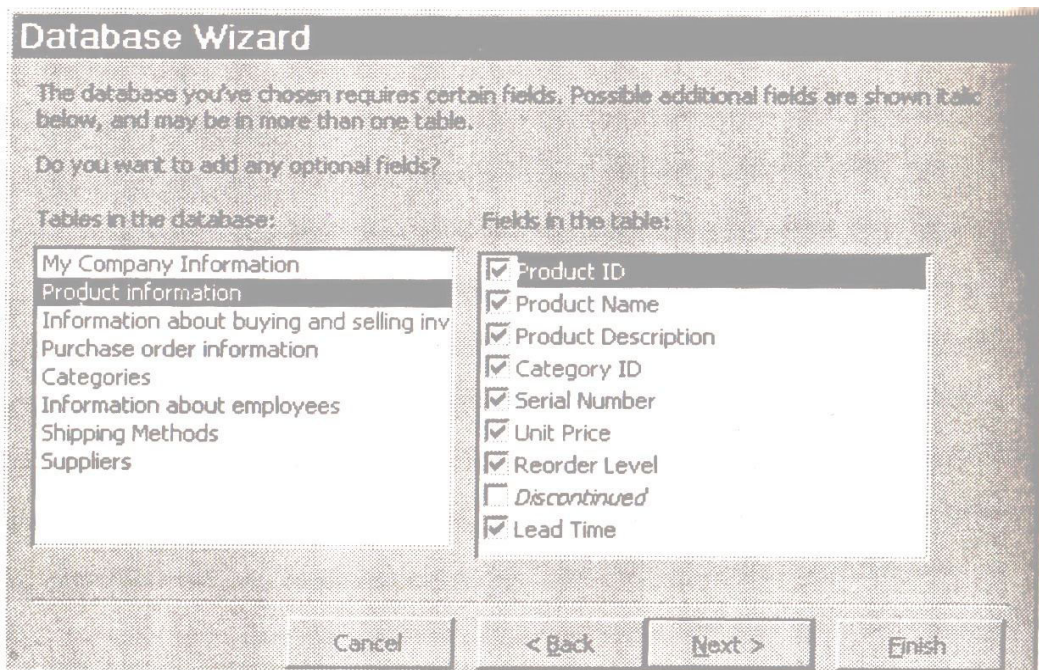 Database Wizard
The database you've chosen requires certain fields. Possible additional fields are shown italic
below, and may be in more than one table.
Do you want to add any optional fields?
Tables in the database:
My Company Information
Product information
Information about buying and selling inv
Purchase order information
Categories
Information about employees
Shipping Methods
Suppliers
Fields in the table:
Product ID
Product Name
Product Description
Category ID
Serial Number
Unit Price
Reorder Level
Discontinued
Lead Time
Cancel
< Back
Next >
Finish